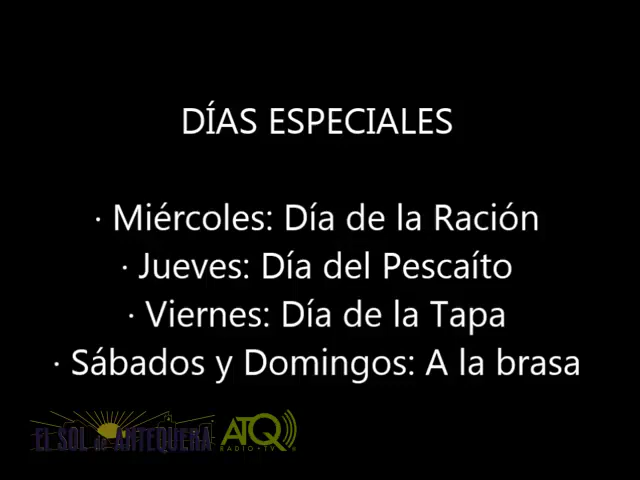 DÍAS ESPECIALES
· Miércoles: Día de la Ración
· Jueves: Día del Pescaíto
· Viernes: Día de la Tapa
· Sábados y Domingos: A la brasa
EL SOL de ANTEQUERA
ATQ
RADIO•TV